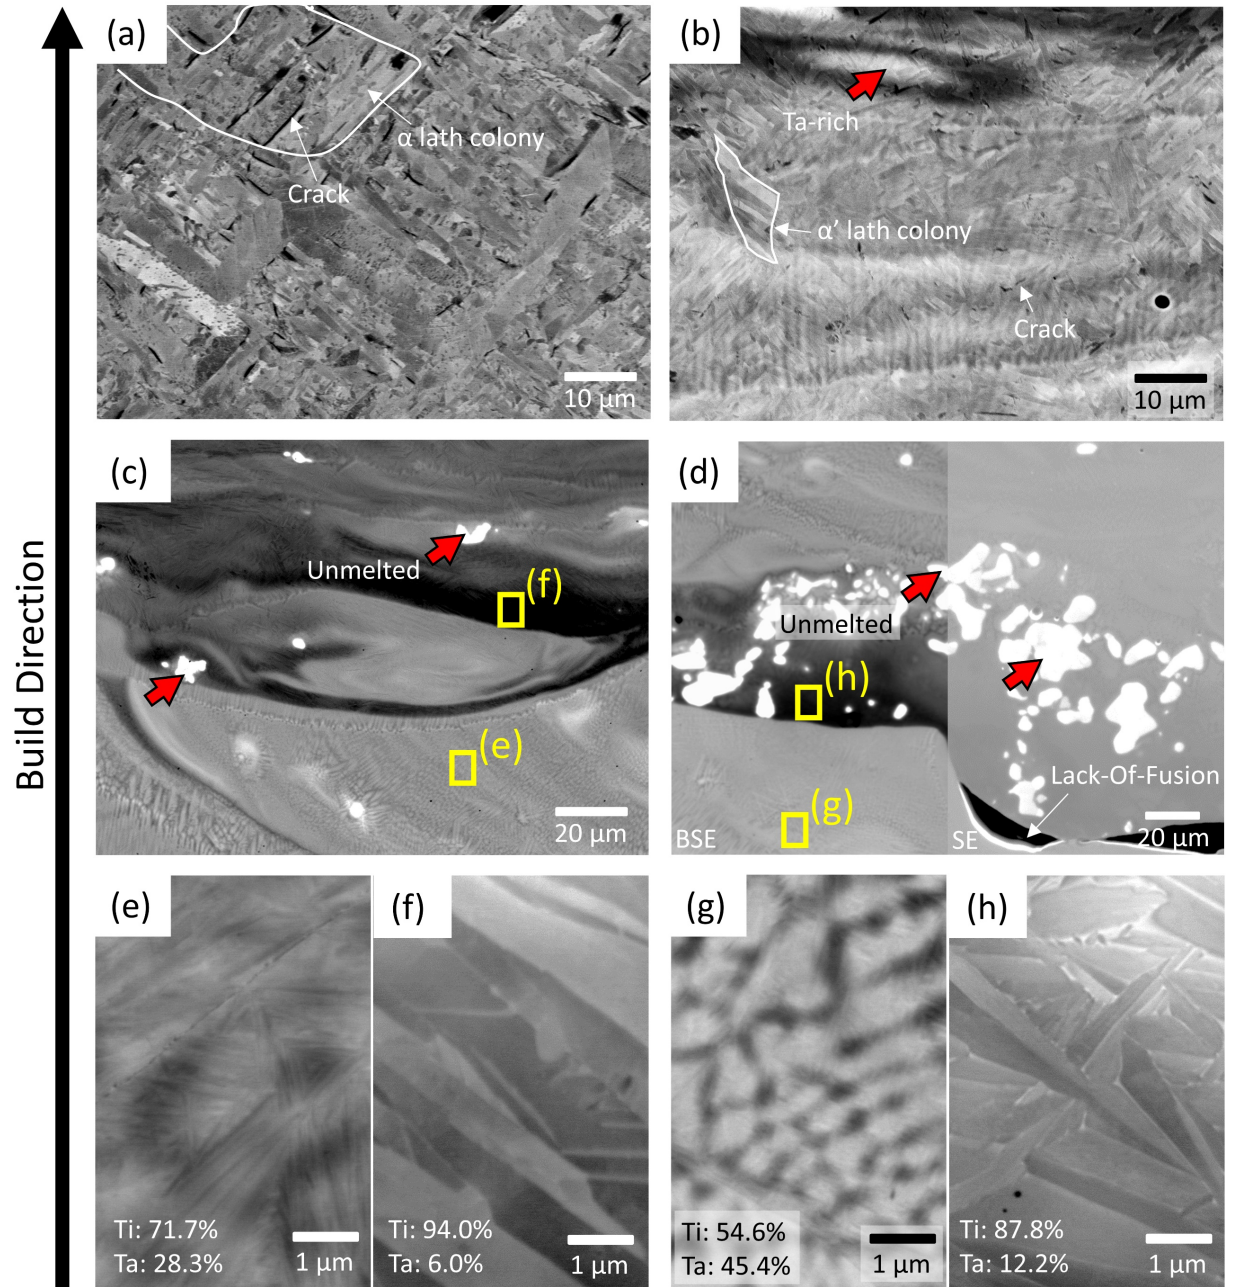 Build Direction
(a)
α lath colony
Crack
10 µm
(b)
Ta-rich
α’ lath colony
Crack
10 µm
(c)
Unmelted
(f)
(e)
20 µm
(d)
Unmelted
(h)
(g)
Lack-Of-Fusion
BSE
SE
20 µm
(e)
Ti: 71.7%
Ta: 28.3%
1 µm
(f)
Ti: 94.0%
Ta: 6.0%
1 µm
(g)
Ti: 54.6%
Ta: 45.4%
1 µm
(h)
Ti: 87.8%
Ta: 12.2%
1 µm